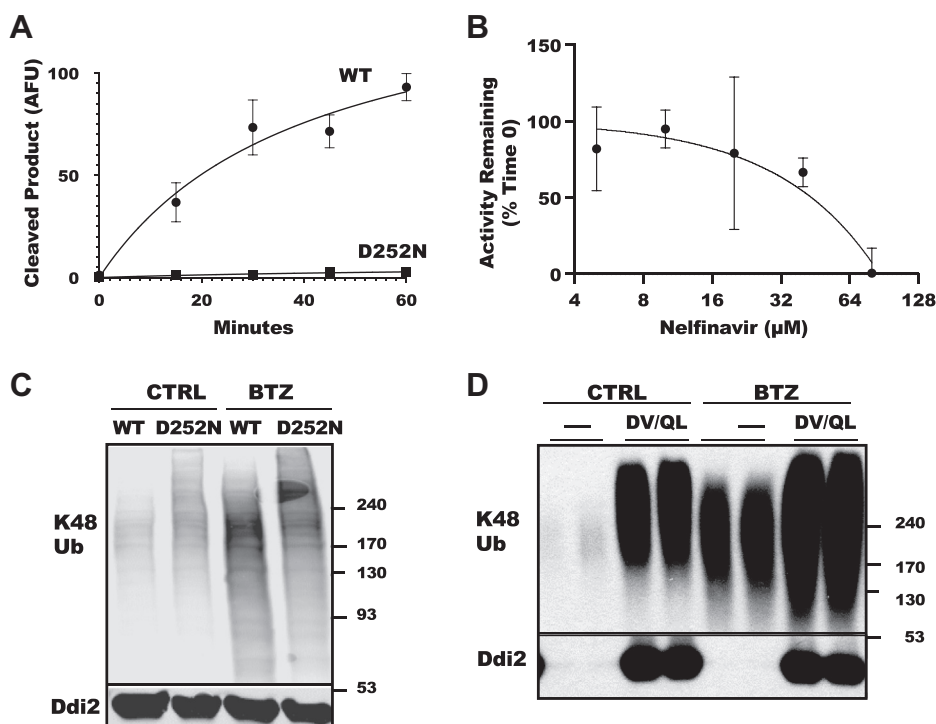 A
B
Cleaved Product (AFU)
100
50
0
WT
D252N
0
20
40
60
Minutes
Activity Remaining
(% Time 0)
150
100
50
0
4
8
16
32
64
128
Nelfinavir (µM)
C
CTRL
BTZ
WT
D252N
WT
D252N
K48
Ub
240
170
130
93
53
Ddi2
D
CTRL
BTZ
—
DV/QL
—
DV/QL
K48
Ub
240
170
130
53
Ddi2